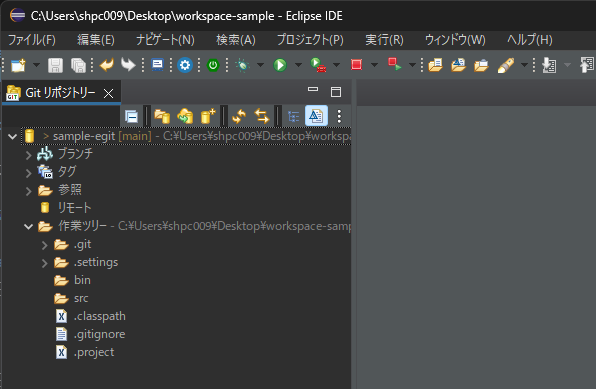 C:\Users\shpc009\Desktop\workspace-sample - Eclipse IDE
ファイル(F) 編集(E) ナビゲート(N) 検索(A) プロジェクト(P) 実行(R) ウィンドウ(W) ヘルプ(H)
GIT Git リポジトリー
> sample-egit [main] - C:¥Users¥shpc009¥Desktop¥workspa
ブランチ
タグ
参照
リモート
作業ツリー - C:¥Users¥shpc009¥Desktop¥workspace-sam
.git
.settings
bin
src
.classpath
.gitignore
.project